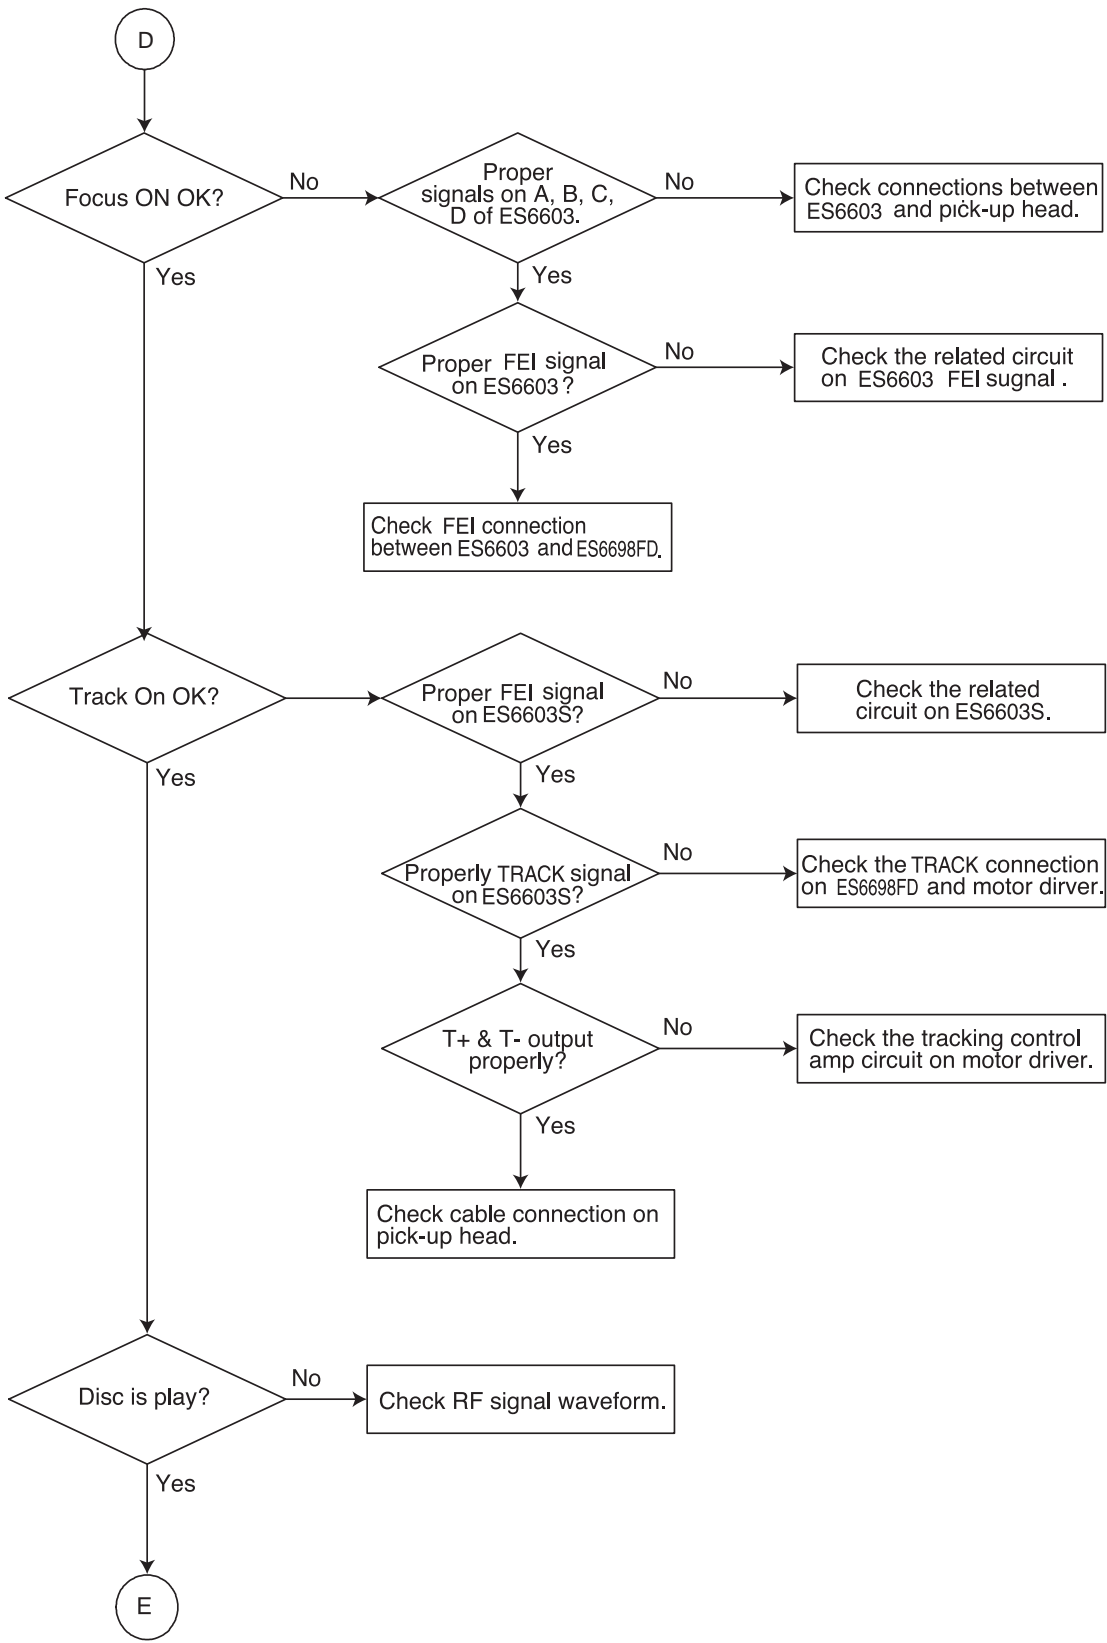 D
Focus ON OK?
No
Proper
signals on A, B, C,
D of ES6603.
No
Check connections between
ES6603 and pick-up head.
Yes
Yes
Proper FEI signal
on ES6603?
No
Check the related circuit
on ES6603 FEI sugnal .
Yes
Check FEI connection
between ES6603 and ES6698FD.
Track On OK?
Proper FEI signal
on ES6603S?
No
Check the related
circuit on ES6603S.
Yes
Yes
Properly TRACK signal
on ES6603S?
No
Check the TRACK connection
on ES6698FD and motor dirver.
Yes
T+ & T- output
properly?
No
Check the tracking control
amp circuit on motor driver.
Yes
Check cable connection on
pick-up head.
Disc is play?
No
Check RF signal waveform.
Yes
E